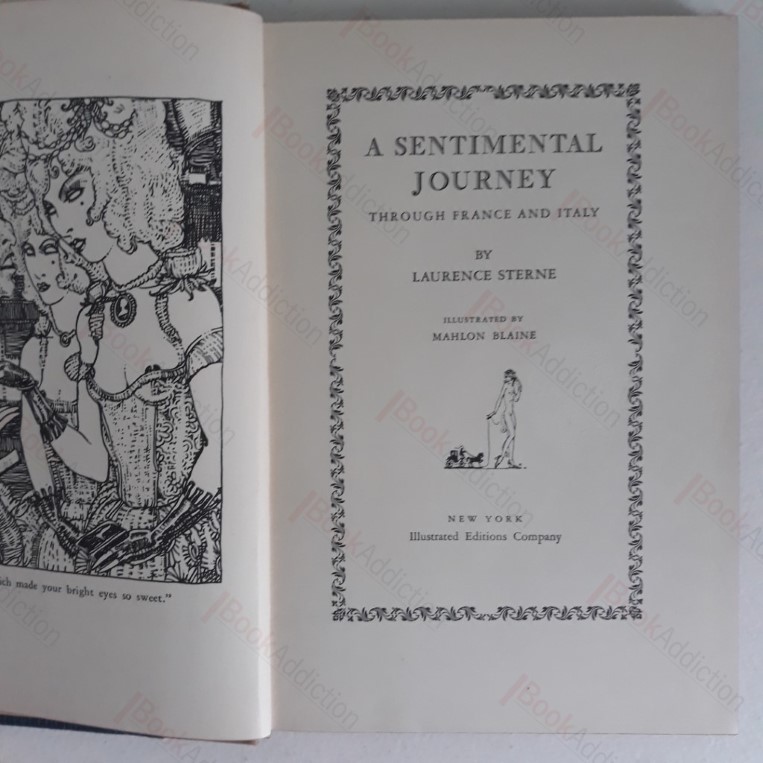 ich made your bright eyes so sweet."
A SENTIMENTAL
JOURNEY
THROUGH FRANCE AND ITALY
BY
LAURENCE STERNE
ILLUSTRATED BY
MAHLON BLAINE
NEW YORK
Illustrated Editions Company
BookAddiction